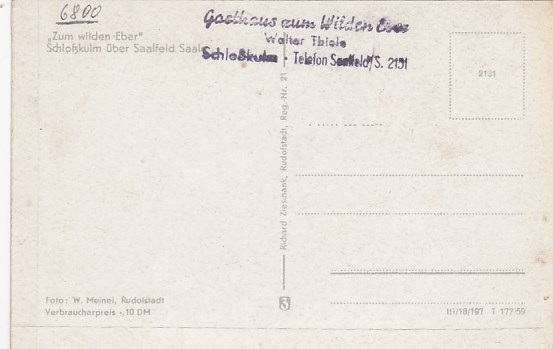 6800
„Zum wilden Eber"
Schloßkulm über Saalfeld Saale
Gasthaus zum Wilden Eber
Walter Thiele
Schloßkulm · Telefon Saalfeld/S. 2131
2131
Richard Zieschank, Rudolstadt, Reg.-Nr. 21
Foto: W. Meinel, Rudolstadt
Verbraucherpreis -,10 DM
III/18/197 T 177/59